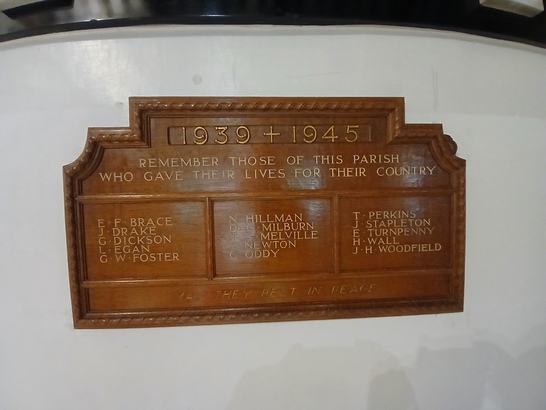 1939 + 1945
REMEMBER THOSE OF THIS PARISH
WHO GAVE THEIR LIVES FOR THEIR COUNTRY
E·F·BRACE
J·DRAKE
G·DICKSON
L·EGAN
G·W·FOSTER
N·HILLMAN
MILBURN
MELVILLE
NEWTON
ODDY
T·PERKINS
J·STAPLETON
E·TURNPENNY
H·WALL
J·H·WOODFIELD
THEY REST IN PEACE